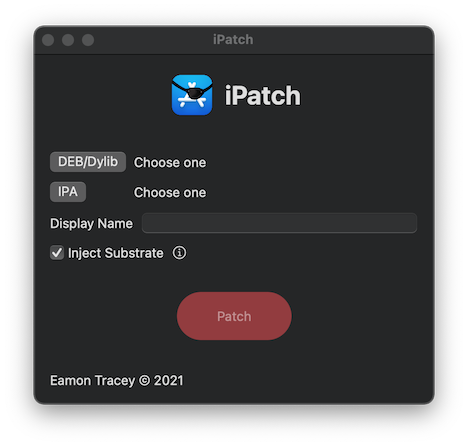 iPatch
iPatch
DEB/Dylib Choose one
IPA Choose one
Display Name
Inject Substrate
Patch
Eamon Tracey © 2021